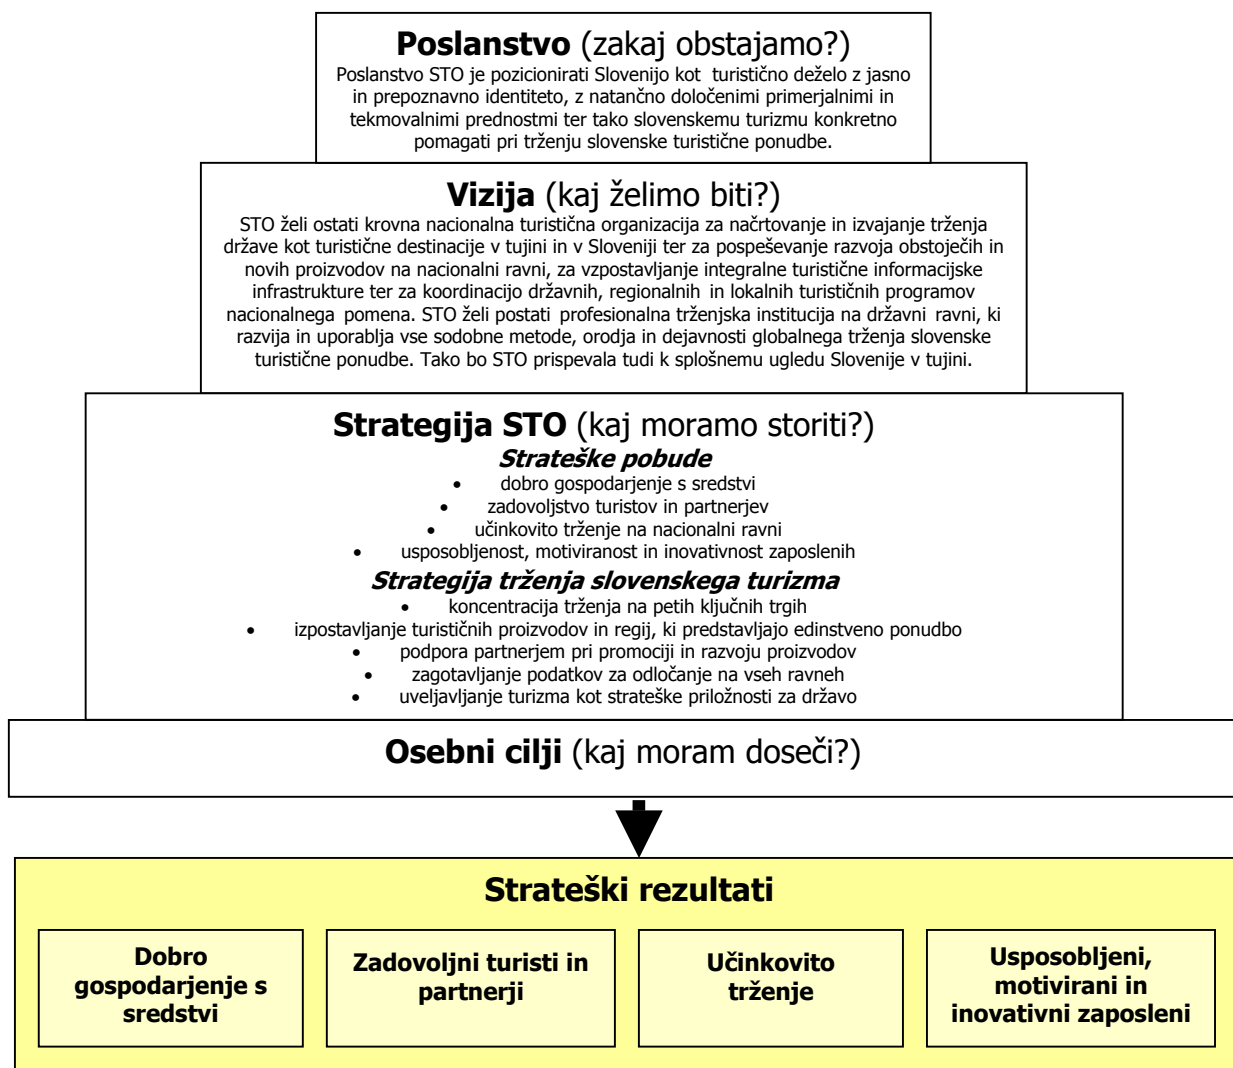 Poslanstvo (zakaj obstajamo?)
Poslanstvo STO je pozicionirati Slovenijo kot turistično deželo z jasno
in prepoznavno identiteto, z natančno določenimi primerjalnimi in
tekmovalnimi prednostmi ter tako slovenskemu turizmu konkretno
pomagati pri trženju slovenske turistične ponudbe.
Vizija (kaj želimo biti?)
STO želi ostati krovna nacionalna turistična organizacija za načrtovanje in izvajanje trženja
države kot turistične destinacije v tujini in v Sloveniji ter za pospeševanje razvoja obstoječih in
novih proizvodov na nacionalni ravni, za vzpostavljanje integralne turistične informacijske
infrastrukture ter za koordinacijo državnih, regionalnih in lokalnih turističnih programov
nacionalnega pomena. STO želi postati profesionalna trženjska institucija na državni ravni, ki
razvija in uporablja vse sodobne metode, orodja in dejavnosti globalnega trženja slovenske
turistične ponudbe. Tako bo STO prispevala tudi k splošnemu ugledu Slovenije v tujini.
Strategija STO (kaj moramo storiti?)
Strateške pobude
• dobro gospodarjenje s sredstvi
• zadovoljstvo turistov in partnerjev
• učinkovito trženje na nacionalni ravni
• usposobljenost, motiviranost in inovativnost zaposlenih
Strategija trženja slovenskega turizma
• koncentracija trženja na petih ključnih trgih
• izpostavljanje turističnih proizvodov in regij, ki predstavljajo edinstveno ponudbo
• podpora partnerjem pri promociji in razvoju proizvodov
• zagotavljanje podatkov za odločanje na vseh ravneh
• uveljavljanje turizma kot strateške priložnosti za državo
Osebni cilji (kaj moram doseči?)
Strateški rezultati
Dobro
gospodarjenje s
sredstvi
Zadovoljni turisti in
partnerji
Učinkovito
trženje
Usposobljeni,
motivirani in
inovativni zaposleni